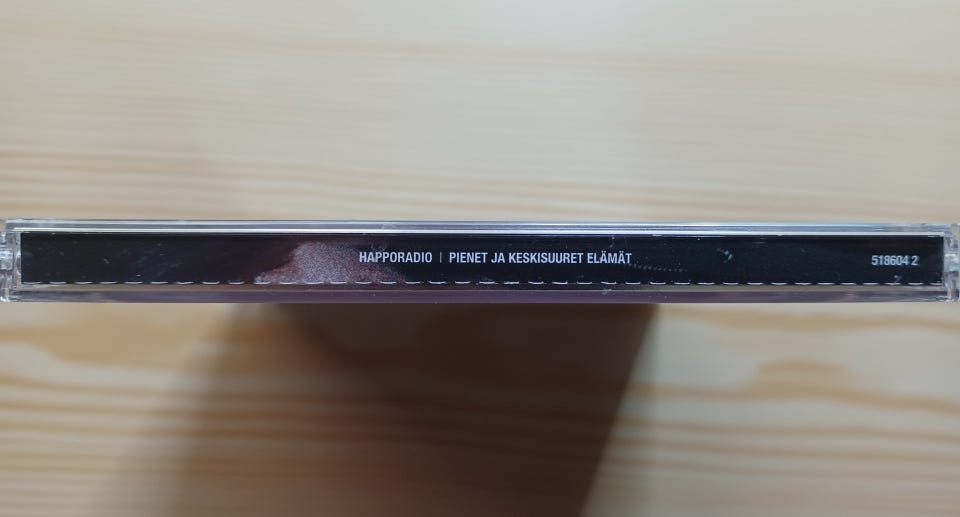 HAPPORADIO | PIENET JA KESKISUURET ELÄMÄT 518604 2